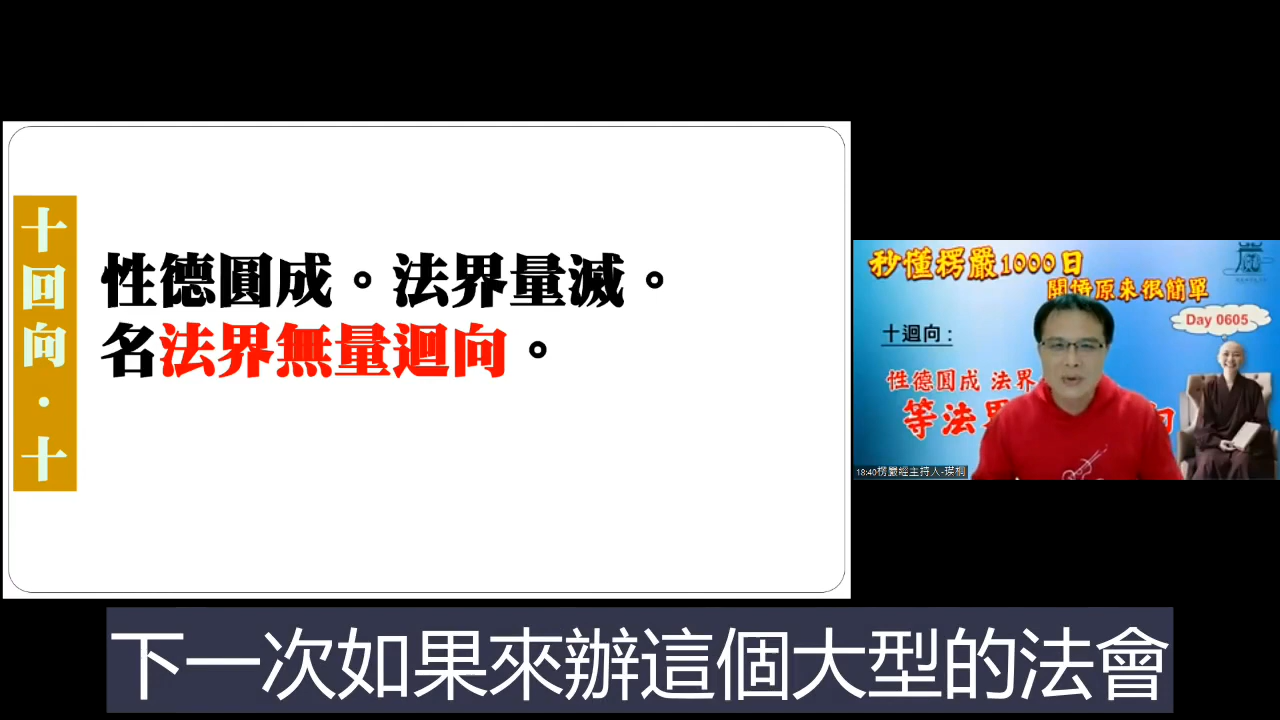 十回向・十
性德圓成。法界量滅。
名法界無量迴向。
秒懂楞嚴1000日
開悟原來很簡單
Day 0605
十迴向：
性德圓成 法界
等法界
向
18:40楞嚴經主持人-璞桐
下一次如果來辦這個大型的法會